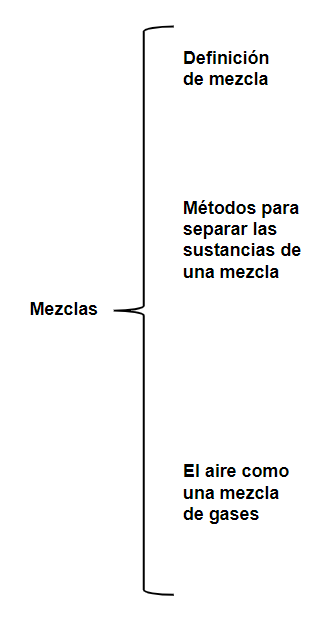 Definición
de mezcla
Métodos para
separar las
sustancias de
una mezcla
Mezclas
El aire como
una mezcla
de gases